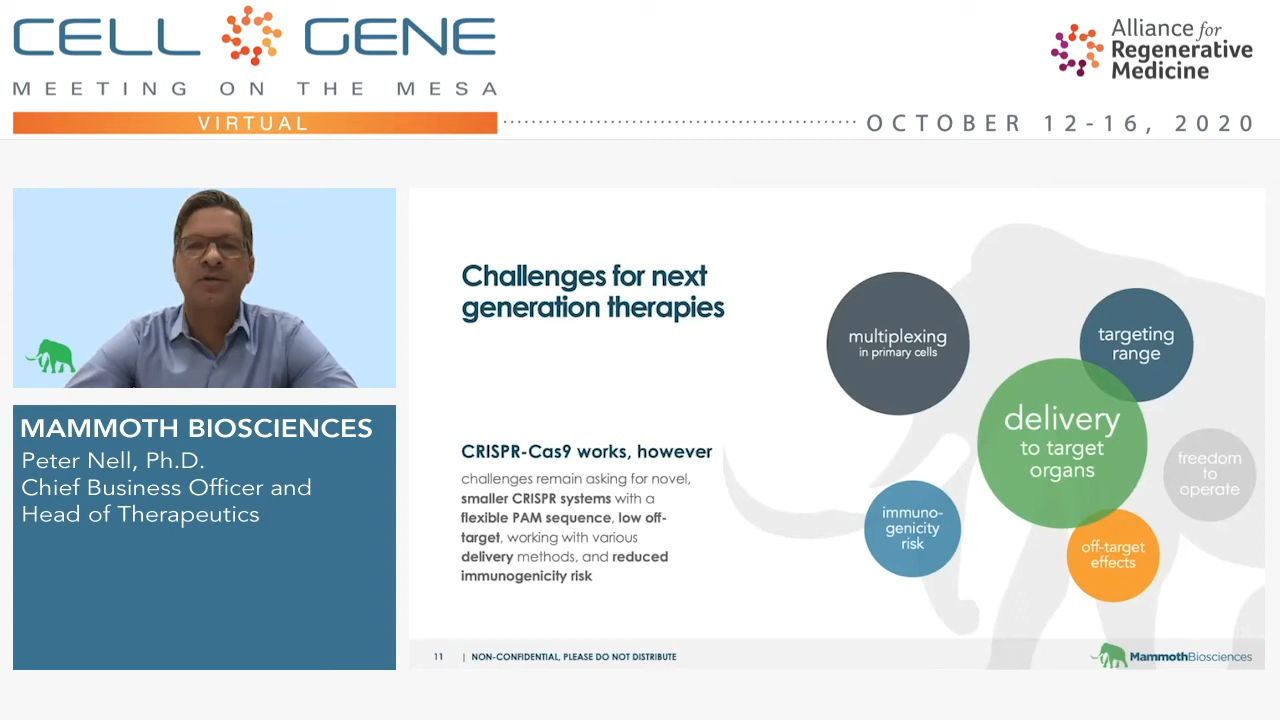 CELL GENE
MEETING ON THE MESA
VIRTUAL
Alliance for
Regenerative
Medicine
OCTOBER 12-16, 2020
MAMMOTH BIOSCIENCES
Peter Nell, Ph.D.
Chief Business Officer and
Head of Therapeutics
Challenges for next
generation therapies
CRISPR-Cas9 works, however
challenges remain asking for novel,
smaller CRISPR systems with a
flexible PAM sequence, low off-
target, working with various
delivery methods, and reduced
immunogenicity risk
multiplexing
in primary cells
targeting
range
delivery
to target
organs
freedom
to
operate
immuno-
genicity
risk
off-target
effects
11 | NON-CONFIDENTIAL, PLEASE DO NOT DISTRIBUTE
MammothBiosciences